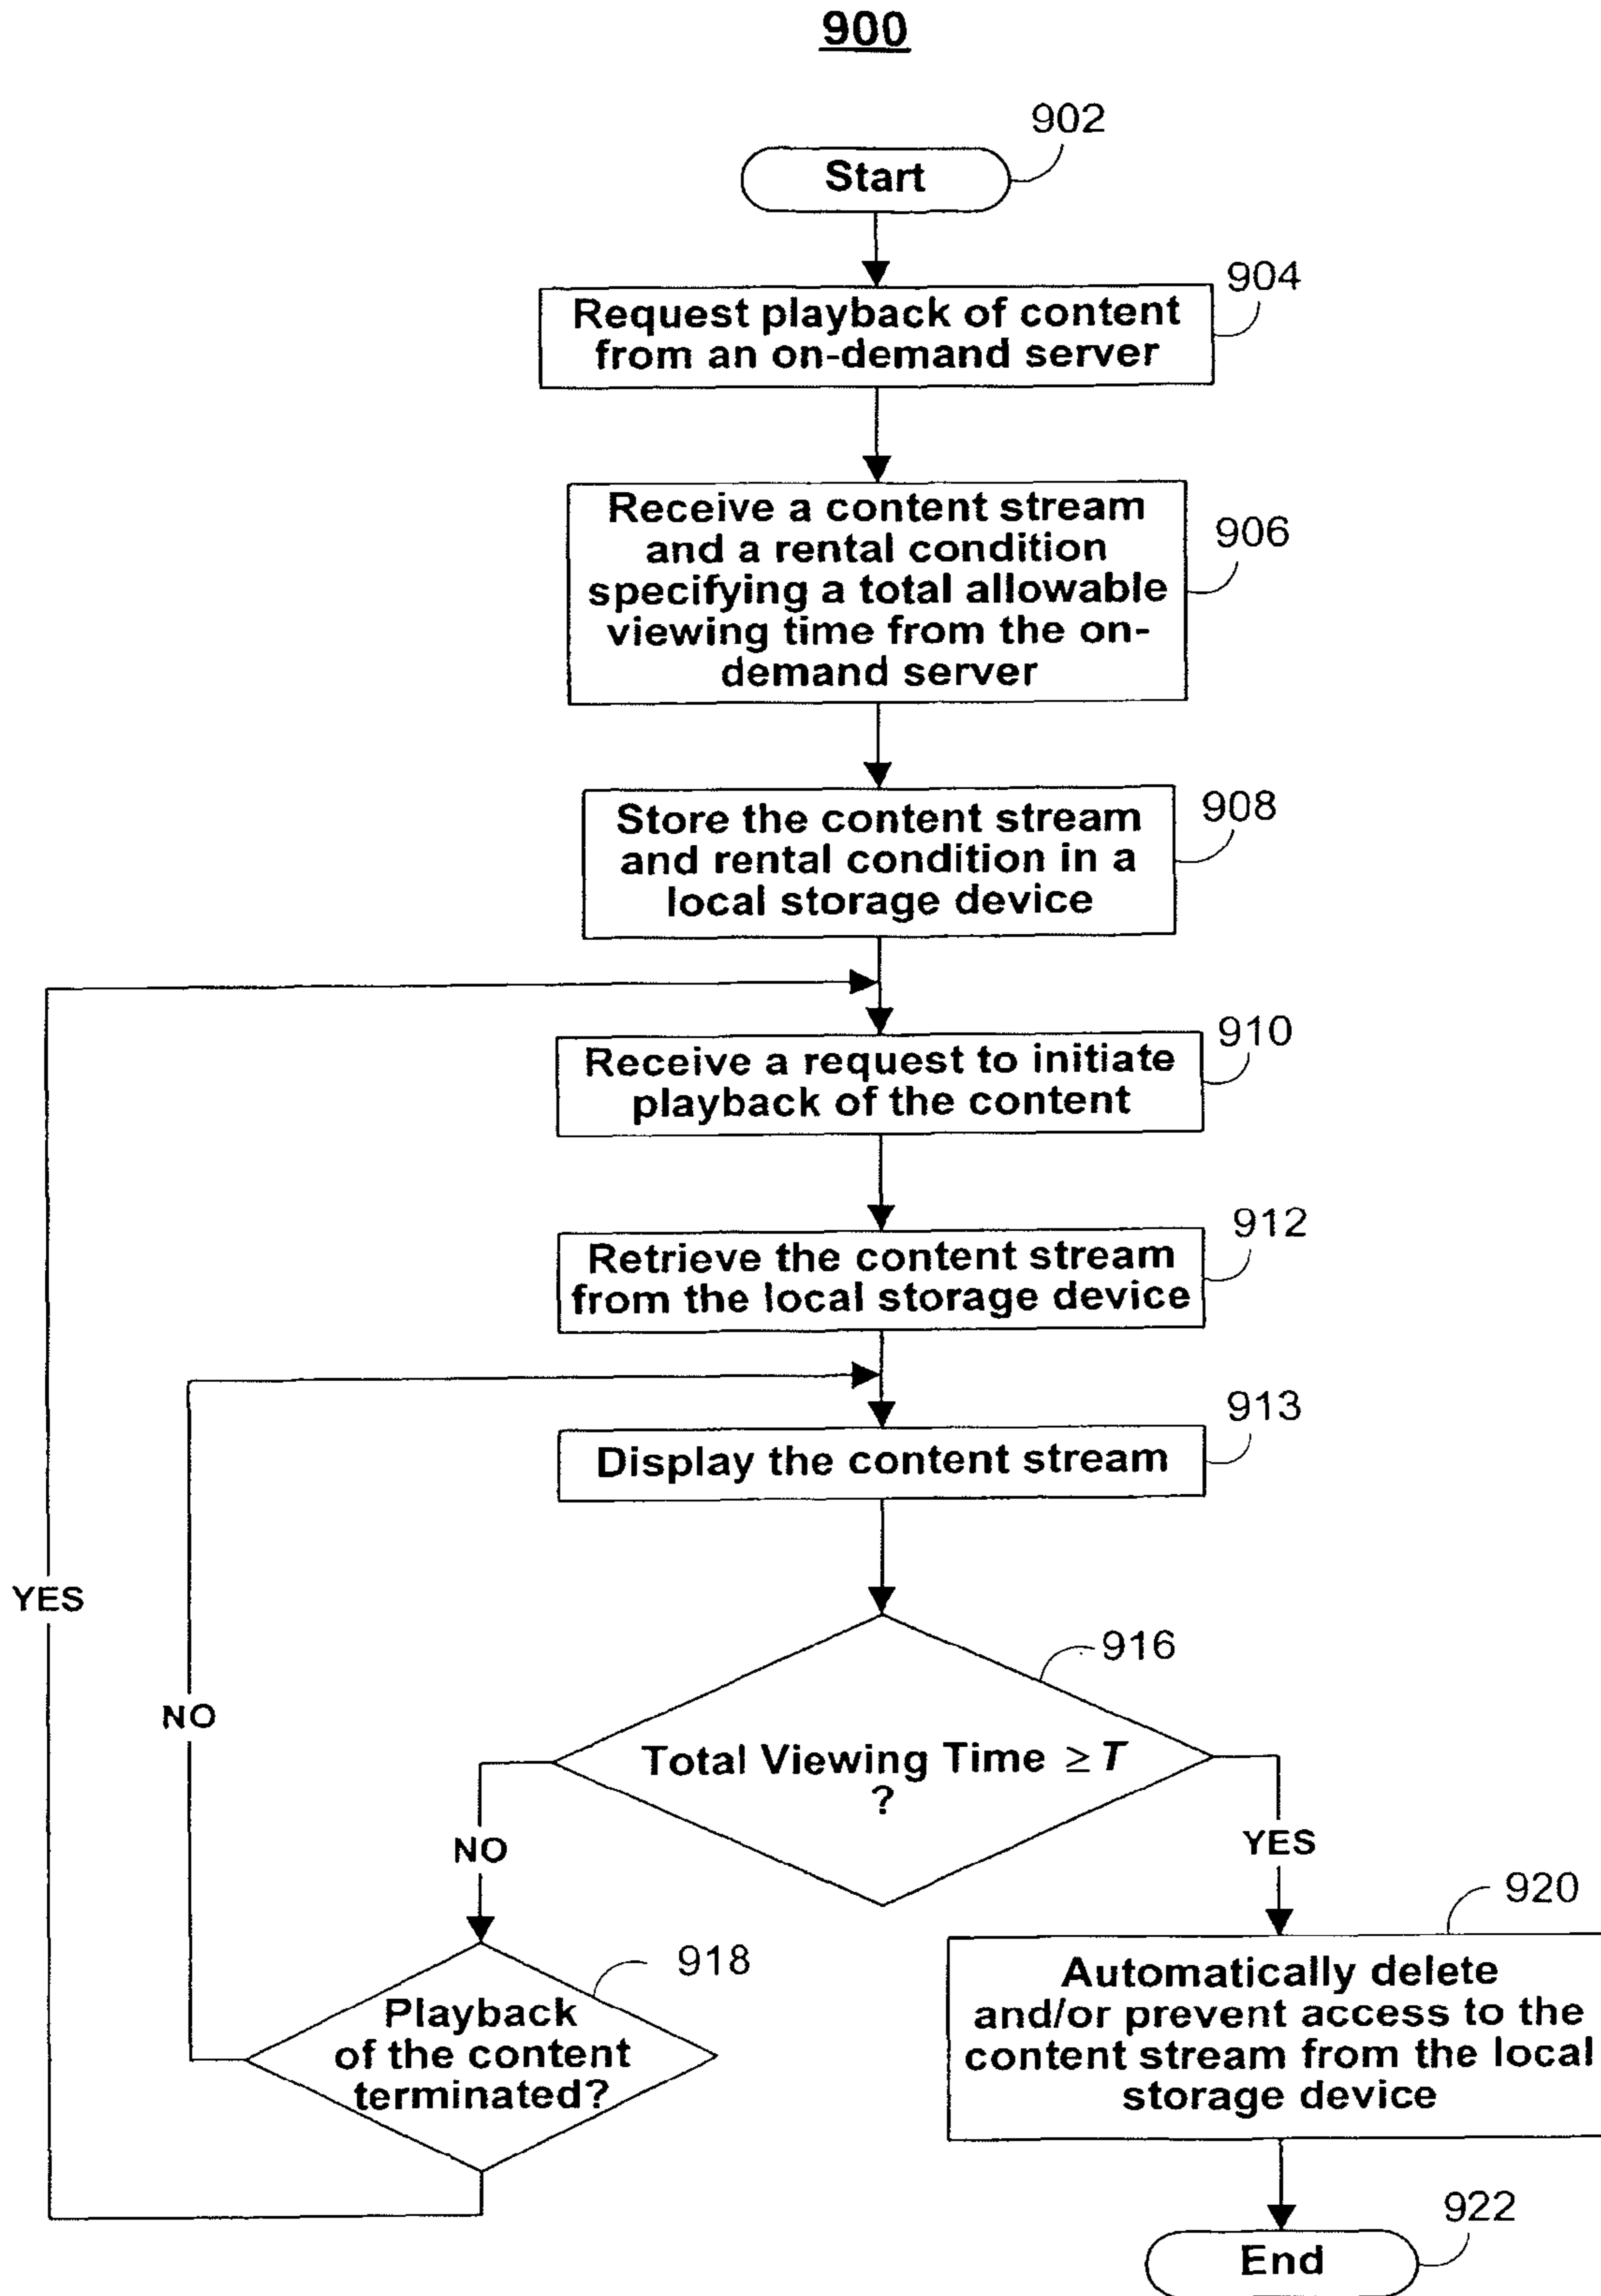 900
902
Start
904
Request playback of content
from an on-demand server
906
Receive a content stream
and a rental condition
specifying a total allowable
viewing time from the on-
demand server
908
Store the content stream
and rental condition in a
local storage device
910
Receive a request to initiate
playback of the content
912
Retrieve the content stream
from the local storage device
913
Display the content stream
YES
NO
916
Total Viewing Time ≥ T
?
NO
YES
918
Playback
of the content
terminated?
920
Automatically delete
and/or prevent access to the
content stream from the local
storage device
922
End